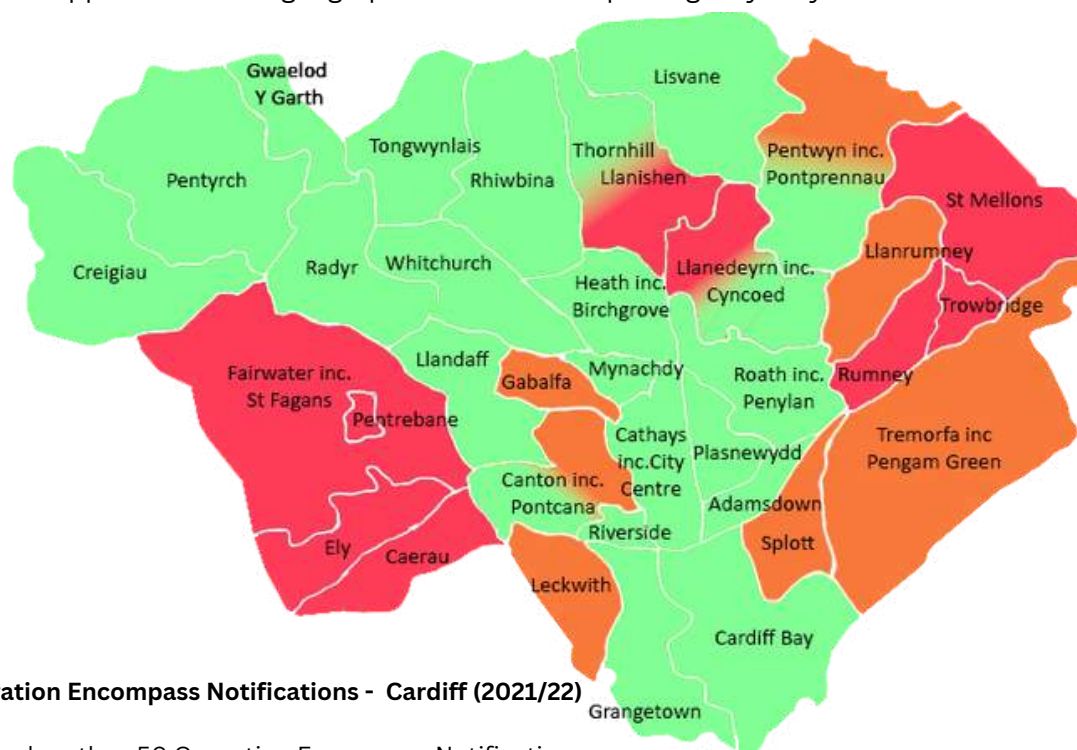 Gwaelod
Y Garth
Lisvane
Tongwynlais
Thornhill
Pentwyn inc.
Pontprennau
Pentyrch
Rhiwbina
Llanishen
St Mellons
Llanrumney
Creigiau
Radyr
Whitchurch
Llanedeyrn inc.
Cyncoed
Heath inc.
Birchgrove
Trowbridge
Fairwater inc.
St Fagans
Llandaff
Gabalfa
Mynachdy
Roath inc.
Penylan
Rumney
Pentrebane
Cathays
inc.City
Centre
Plasnewydd
Tremorfa inc
Pengam Green
Canton inc.
Pontcana
Adamsdown
Riverside
Splott
Ely
Caerau
Leckwith
Cardiff Bay
ation Encompass Notifications - Cardiff (2021/22)
Grangetown